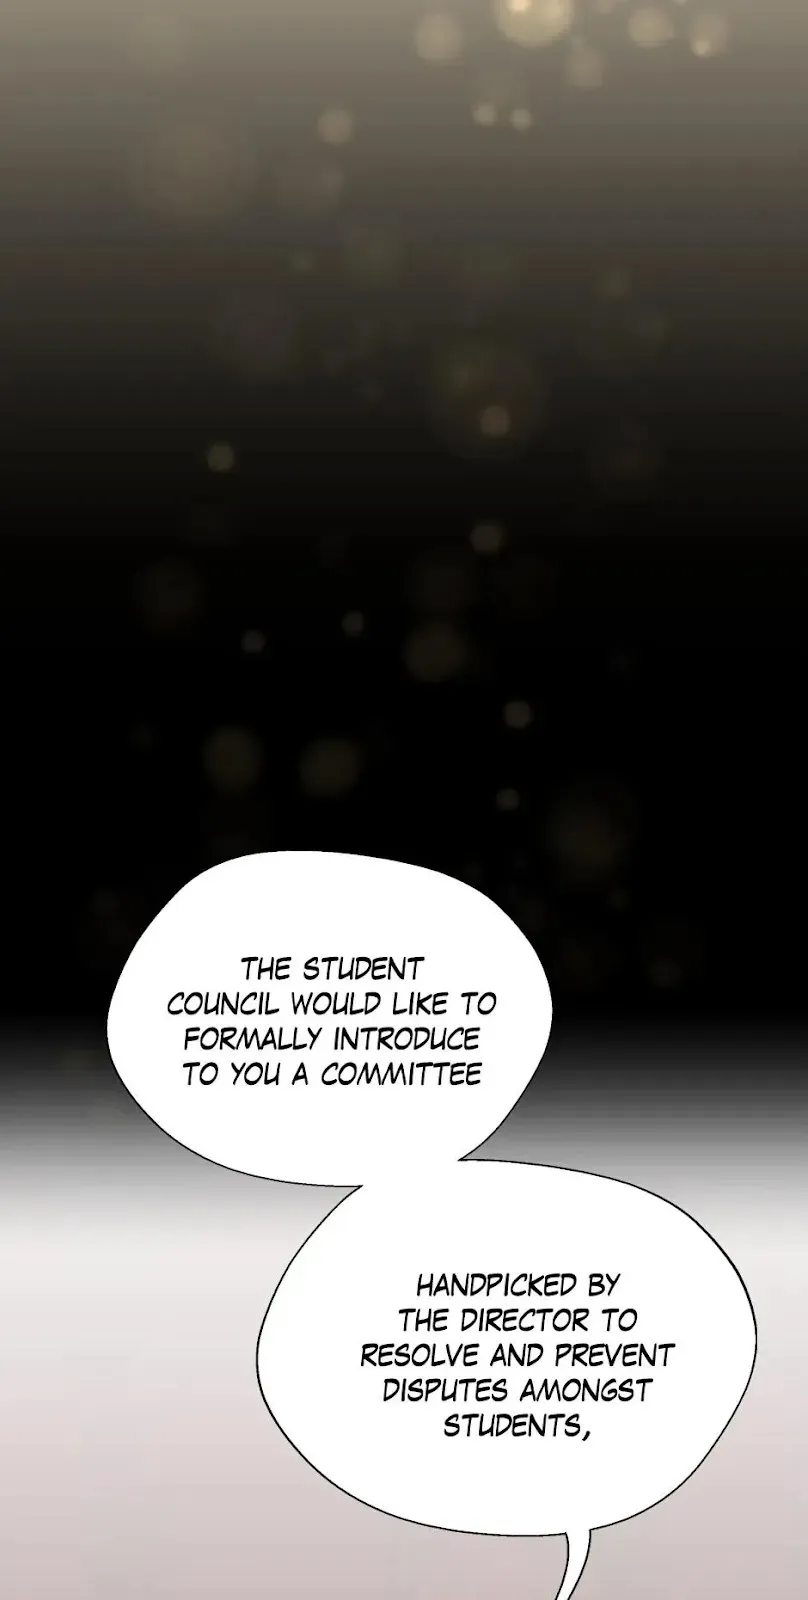 THE STUDENT
COUNCIL WOULD LIKE TO
FORMALLY INTRODUCE
TO YOU A COMMITTEE
HANDPICKED BY
THE DIRECTOR TO
RESOLVE AND PREVENT
DISPUTES AMONGST
STUDENTS,